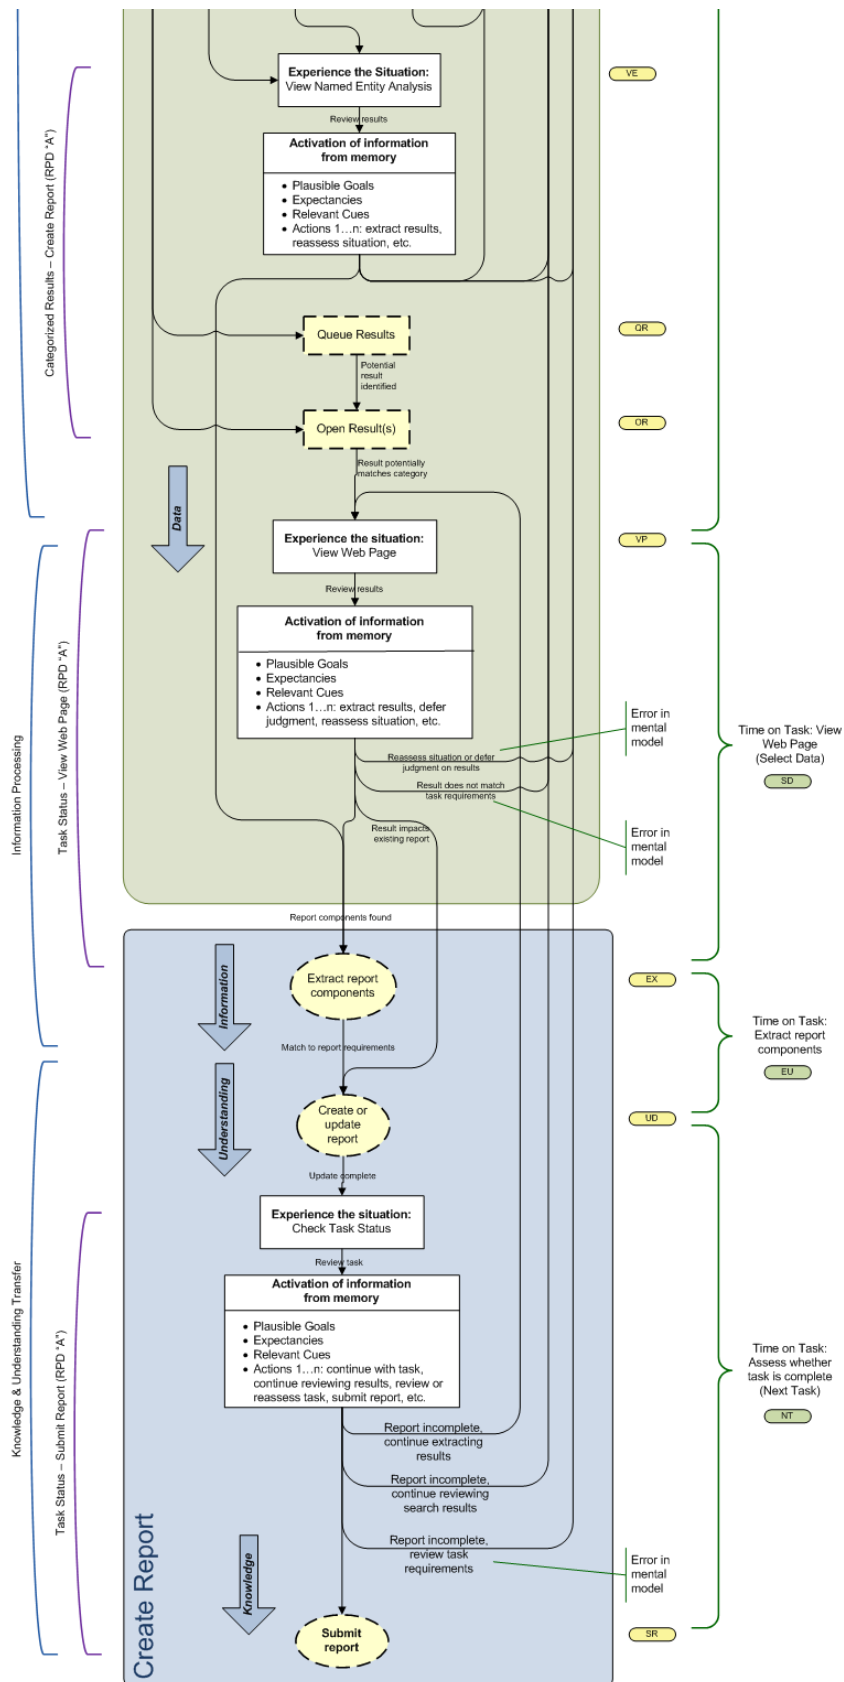 Experience the Situation:
View Named Entity Analysis
VE
Review results
Activation of information
from memory
• Plausible Goals
• Expectancies
• Relevant Cues
• Actions 1…n: extract results,
reassess situation, etc.
Categorized Results – Create Report (RPD "A")
Queue Results
QR
Potential
result
identified
Open Result(s)
OR
Result potentially
matches category
Data
Experience the situation:
View Web Page
VP
Review results
Activation of information
from memory
• Plausible Goals
• Expectancies
• Relevant Cues
• Actions 1…n: extract results, defer
judgment, reassess situation, etc.
Information Processing
Task Status – View Web Page (RPD "A")
Error in
mental
model
Time on Task: View
Web Page
(Select Data)
SD
Reassess situation or defer
judgment on results
Result does not match
task requirements
Result impacts
existing report
Error in
mental
model
Report components found
Information
Extract report
components
EX
Time on Task:
Extract report
components
EU
Match to report requirements
Understanding
Create or
update
report
UD
Update complete
Experience the situation:
Check Task Status
Review task
Activation of information
from memory
• Plausible Goals
• Expectancies
• Relevant Cues
• Actions 1…n: continue with task,
continue reviewing results, review or
reassess task, submit report, etc.
Knowledge & Understanding Transfer
Task Status – Submit Report (RPD "A")
Time on Task:
Assess whether
task is complete
(Next Task)
NT
Report incomplete,
continue extracting
results
Report incomplete,
continue reviewing
search results
Report incomplete,
review task
requirements
Error in
mental
model
Knowledge
Create Report
Submit
report
SR